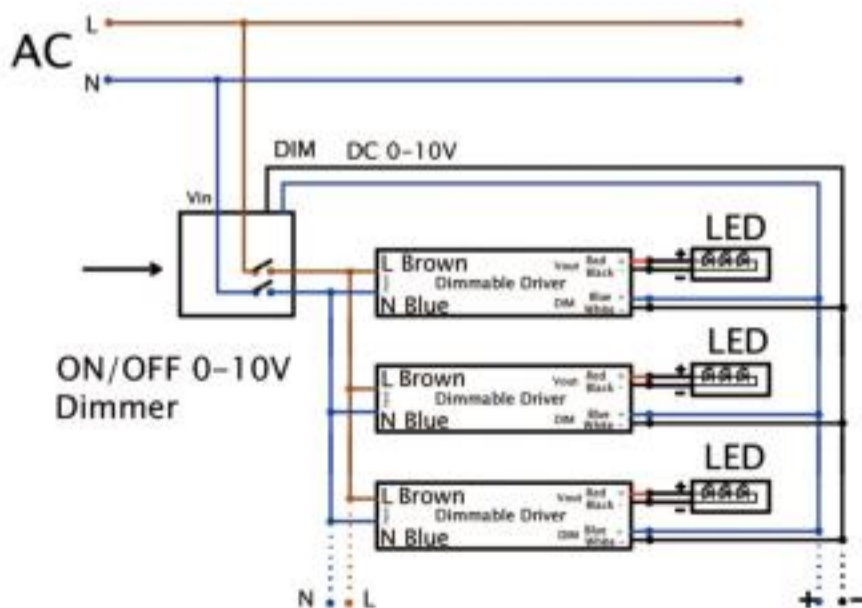 L
AC
N
DIM DC 0-10V
Vin
LED
L Brown
Vout Red +
Black -
+
-
Dimmable Driver
N Blue
DIM Blue +
White -
ON/OFF 0-10V
Dimmer
LED
L Brown
Vout Red +
Black -
+
-
Dimmable Driver
N Blue
DIM Blue +
White -
LED
L Brown
Vout Red +
Black -
+
-
Dimmable Driver
N Blue
DIM Blue +
White -
N L + -